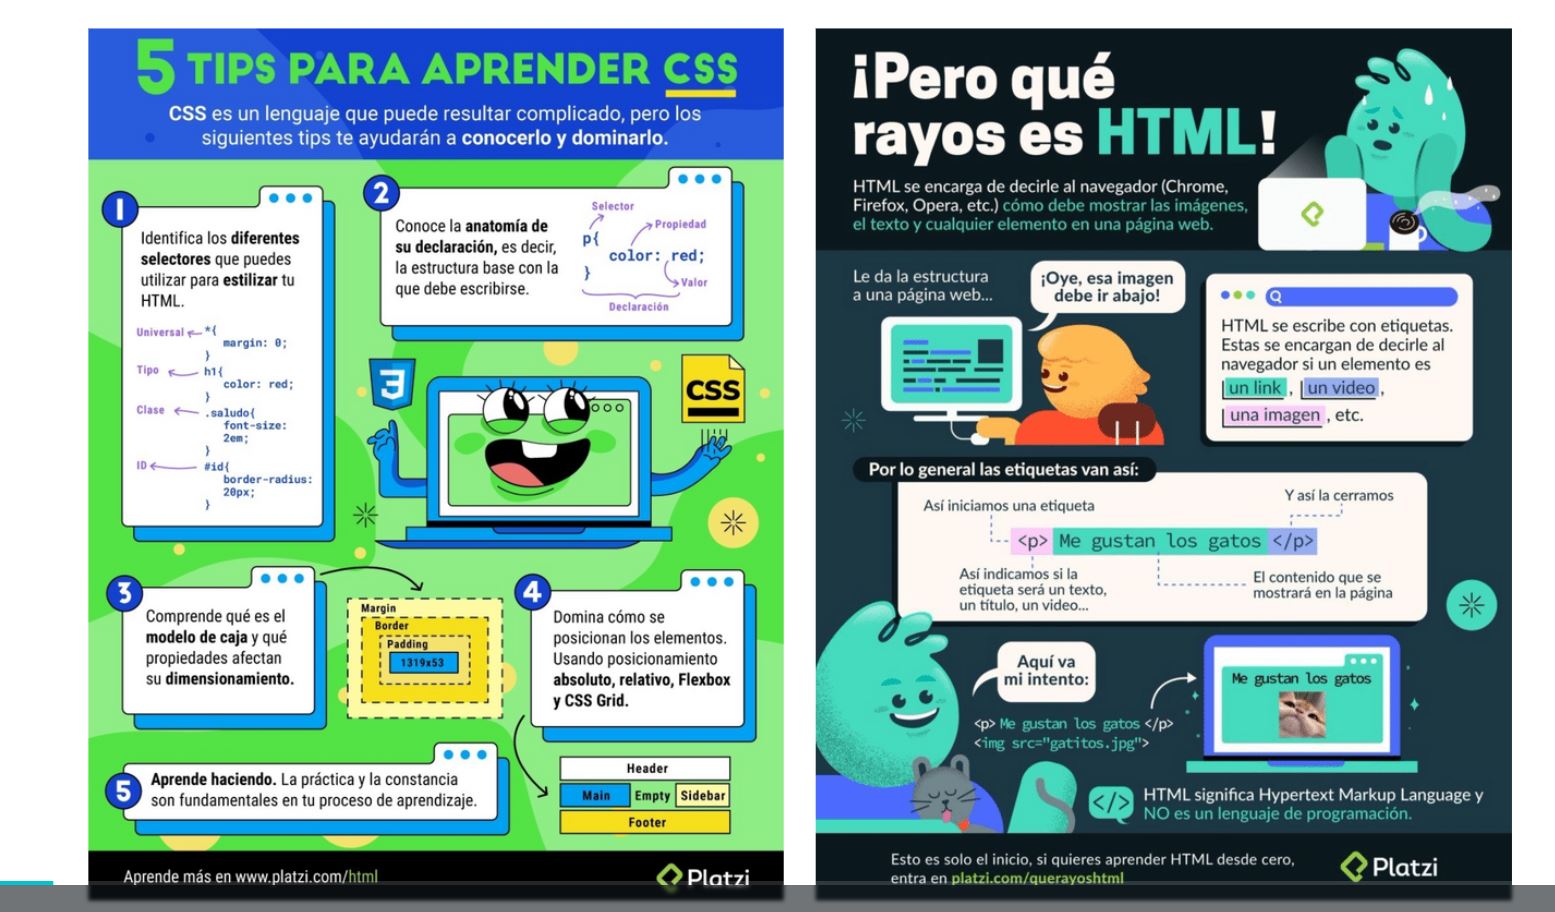 5 TIPS PARA APRENDER CSS
CSS es un lenguaje que puede resultar complicado, pero los
siguientes tips te ayudarán a conocerlo y dominarlo.
1
Identifica los diferentes
selectores que puedes
utilizar para estilizar tu
HTML.
Universal *{
margin: 0;
}
Tipo h1{
color: red;
}
Clase .saludo{
font-size:
2em;
}
ID #id{
border-radius:
20px;
}
2
Conoce la anatomía de
su declaración, es decir,
la estructura base con la
que debe escribirse.
Selector
Propiedad
p{
color: red;
}
Valor
Declaración
3
CSS
3
Comprende qué es el
modelo de caja y qué
propiedades afectan
su dimensionamiento.
Margin
Border
Padding
1319x53
4
Domina cómo se
posicionan los elementos.
Usando posicionamiento
absoluto, relativo, Flexbox
y CSS Grid.
Header
Main Empty Sidebar
Footer
5
Aprende haciendo. La práctica y la constancia
son fundamentales en tu proceso de aprendizaje.
Aprende más en www.platzi.com/html
Platzi
¡Pero qué
rayos es HTML!
HTML se encarga de decirle al navegador (Chrome,
Firefox, Opera, etc.) cómo debe mostrar las imágenes,
el texto y cualquier elemento en una página web.
Le da la estructura
a una página web...
¡Oye, esa imagen
debe ir abajo!
HTML se escribe con etiquetas.
Estas se encargan de decirle al
navegador si un elemento es
un link , un video ,
una imagen , etc.
Por lo general las etiquetas van así:
Así iniciamos una etiqueta
Y así la cerramos
<p> Me gustan los gatos </p>
Así indicamos si la
etiqueta será un texto,
un título, un video...
El contenido que se
mostrará en la página
Aquí va
mi intento:
<p> Me gustan los gatos </p>
<img src="gatitos.jpg">
Me gustan los gatos
</>
HTML significa Hypertext Markup Language y
NO es un lenguaje de programación.
Esto es solo el inicio, si quieres aprender HTML desde cero,
entra en platzi.com/querayoshtml
Platzi